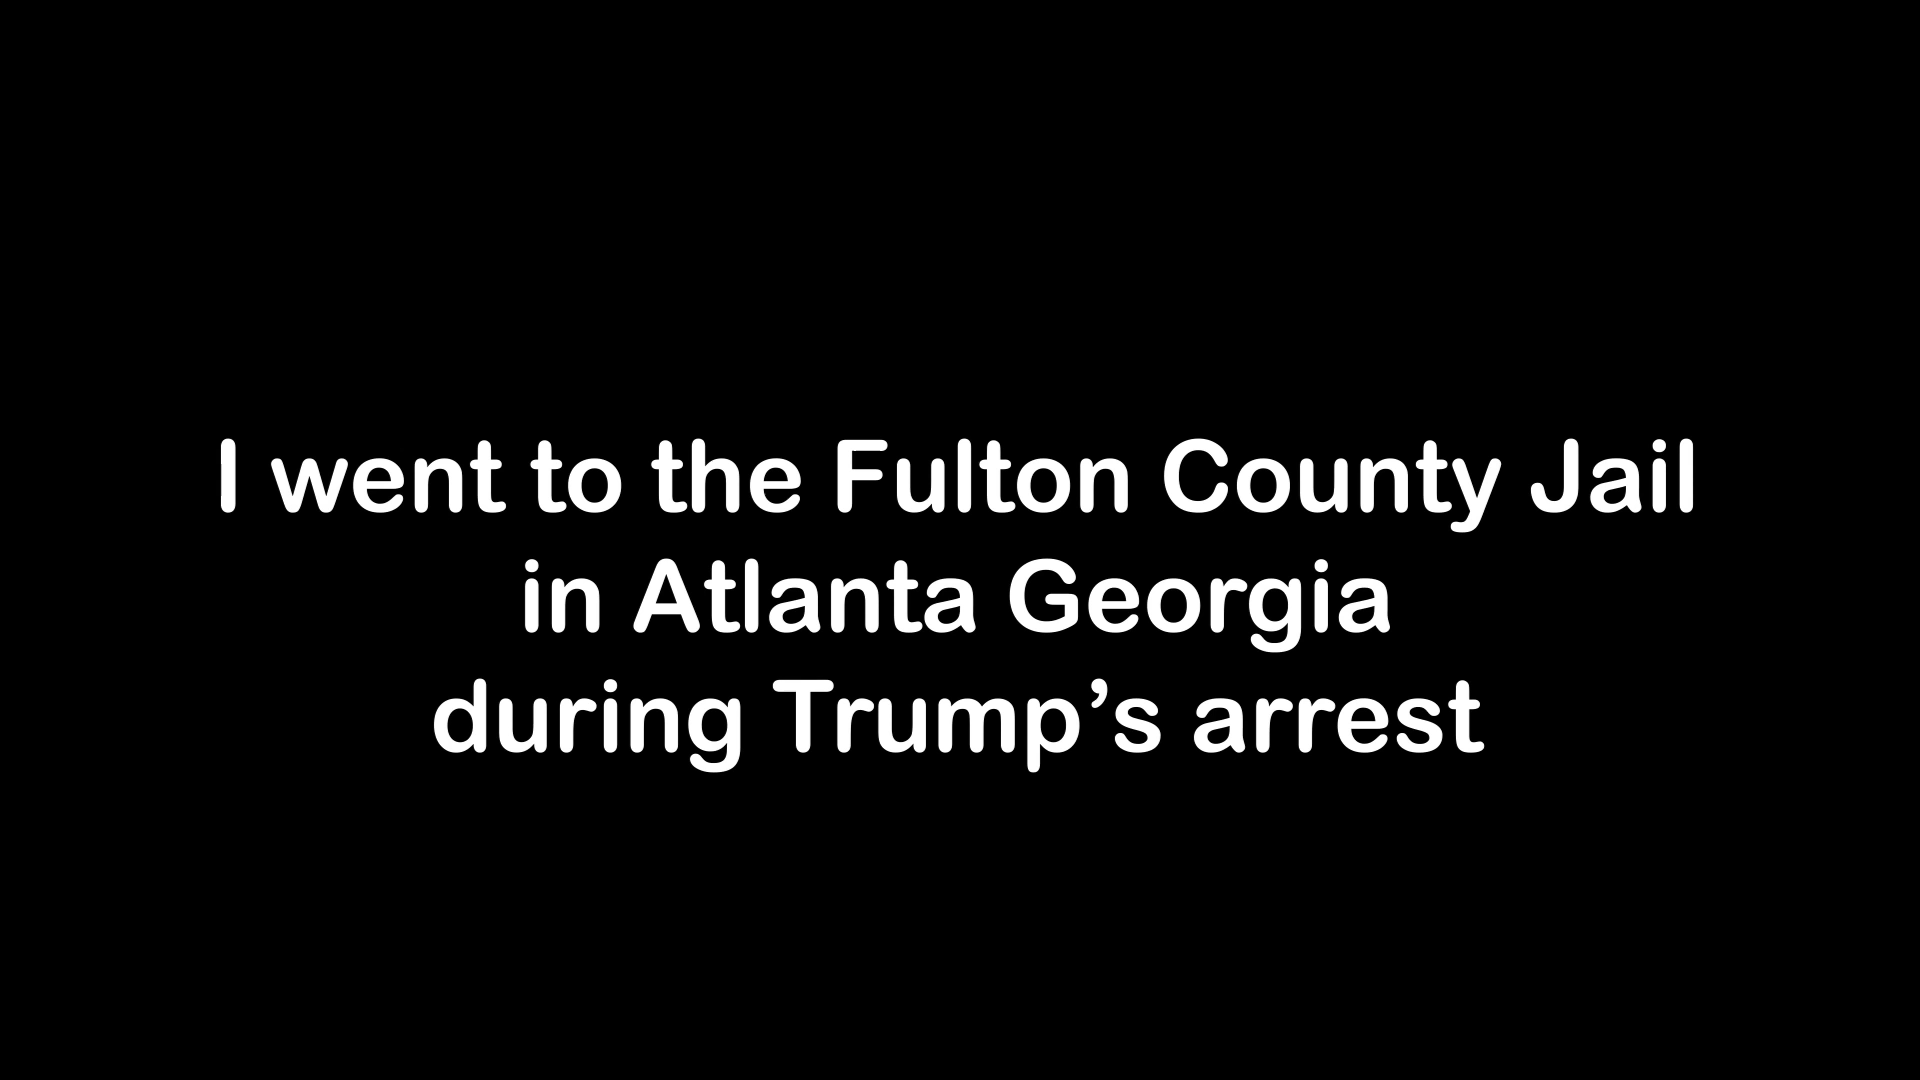 I went to the Fulton County Jail
in Atlanta Georgia
during Trump’s arrest